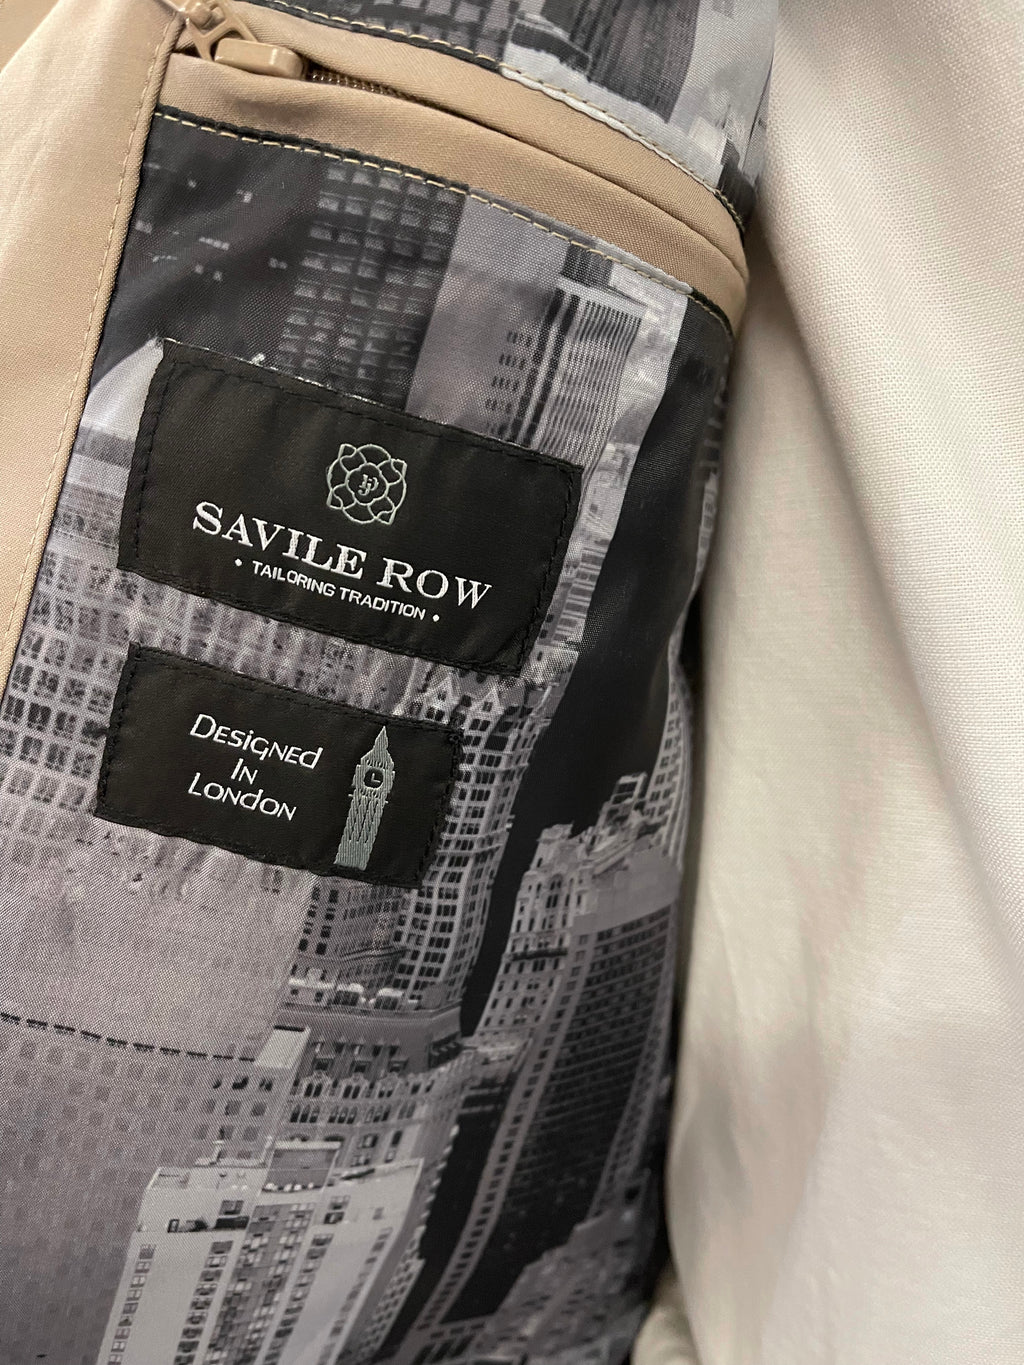 SAVILE ROW
• TAILORING TRADITION •
DESIGNED
IN
LONDON